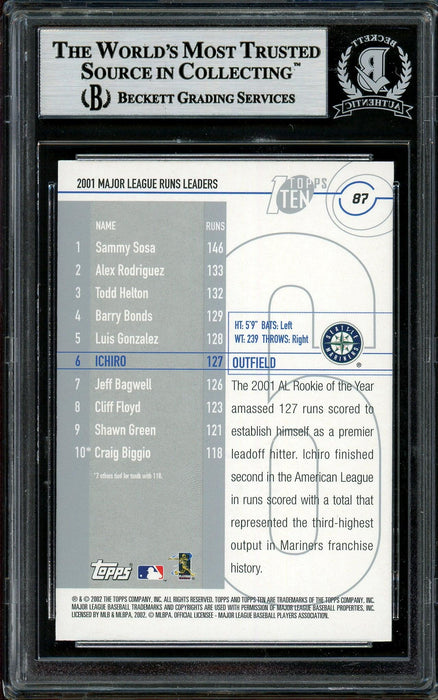 THE WORLD'S MOST TRUSTED
SOURCE IN COLLECTING™
B BECKETT GRADING SERVICES
BECKETT
AUTHENTIC
2001 MAJOR LEAGUE RUNS LEADERS
TOPPS
TEN
87
NAME RUNS
1 Sammy Sosa 146
2 Alex Rodriguez 133
3 Todd Helton 132
4 Barry Bonds 129
5 Luis Gonzalez 128
6 ICHIRO 127
7 Jeff Bagwell 126
8 Cliff Floyd 123
9 Shawn Green 121
10* Craig Biggio 118
*2 others tied for tenth with 118.
HT: 5'9" BATS: Left
WT: 239 THROWS: Right
SEATTLE MARINERS
®
OUTFIELD
The 2001 AL Rookie of the Year
amassed 127 runs scored to
establish himself as a premier
leadoff hitter. Ichiro finished
second in the American League
in runs scored with a total that
represented the third-highest
output in Mariners franchise
history.
Topps
® & © 2002 THE TOPPS COMPANY, INC. ALL RIGHTS RESERVED. TOPPS AND TOPPS TEN ARE TRADEMARKS OF THE TOPPS COMPANY, INC.
MAJOR LEAGUE BASEBALL TRADEMARKS AND COPYRIGHTS ARE USED WITH PERMISSION OF MAJOR LEAGUE BASEBALL PROPERTIES, INC.
LICENSED BY MLB & MLBPA, 2002. © MLBPA. OFFICIAL LICENSEE - MAJOR LEAGUE BASEBALL PLAYERS ASSOCIATION.